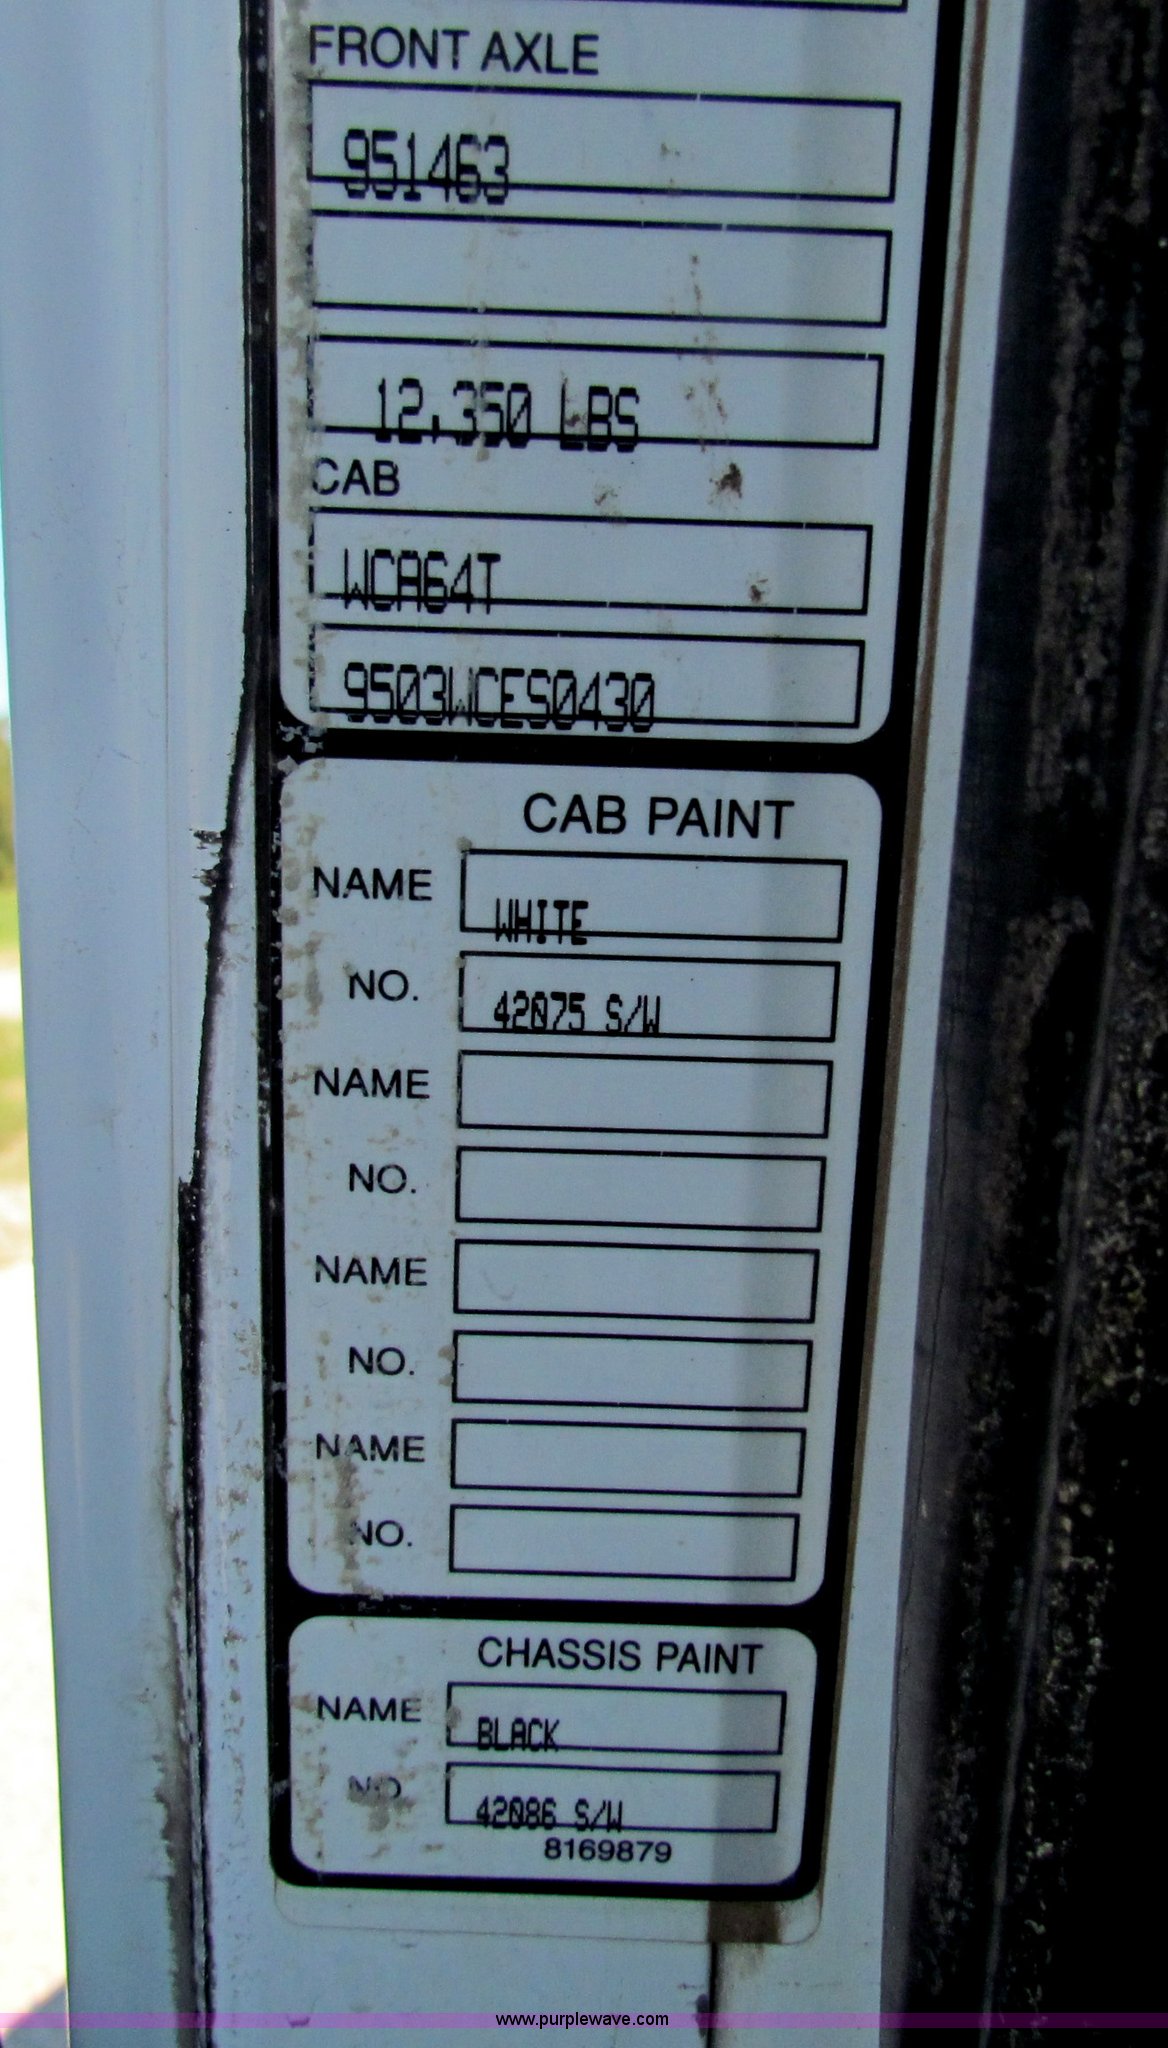 FRONT AXLE
951463
12,350 LBS
CAB
WCA64T
9503WCES0430
CAB PAINT
NAME WHITE
NO. 42075 S/W
NAME
NO.
NAME
NO.
NAME
NO.
CHASSIS PAINT
NAME BLACK
NO. 42086 S/W
8169879
www.purplewave.com